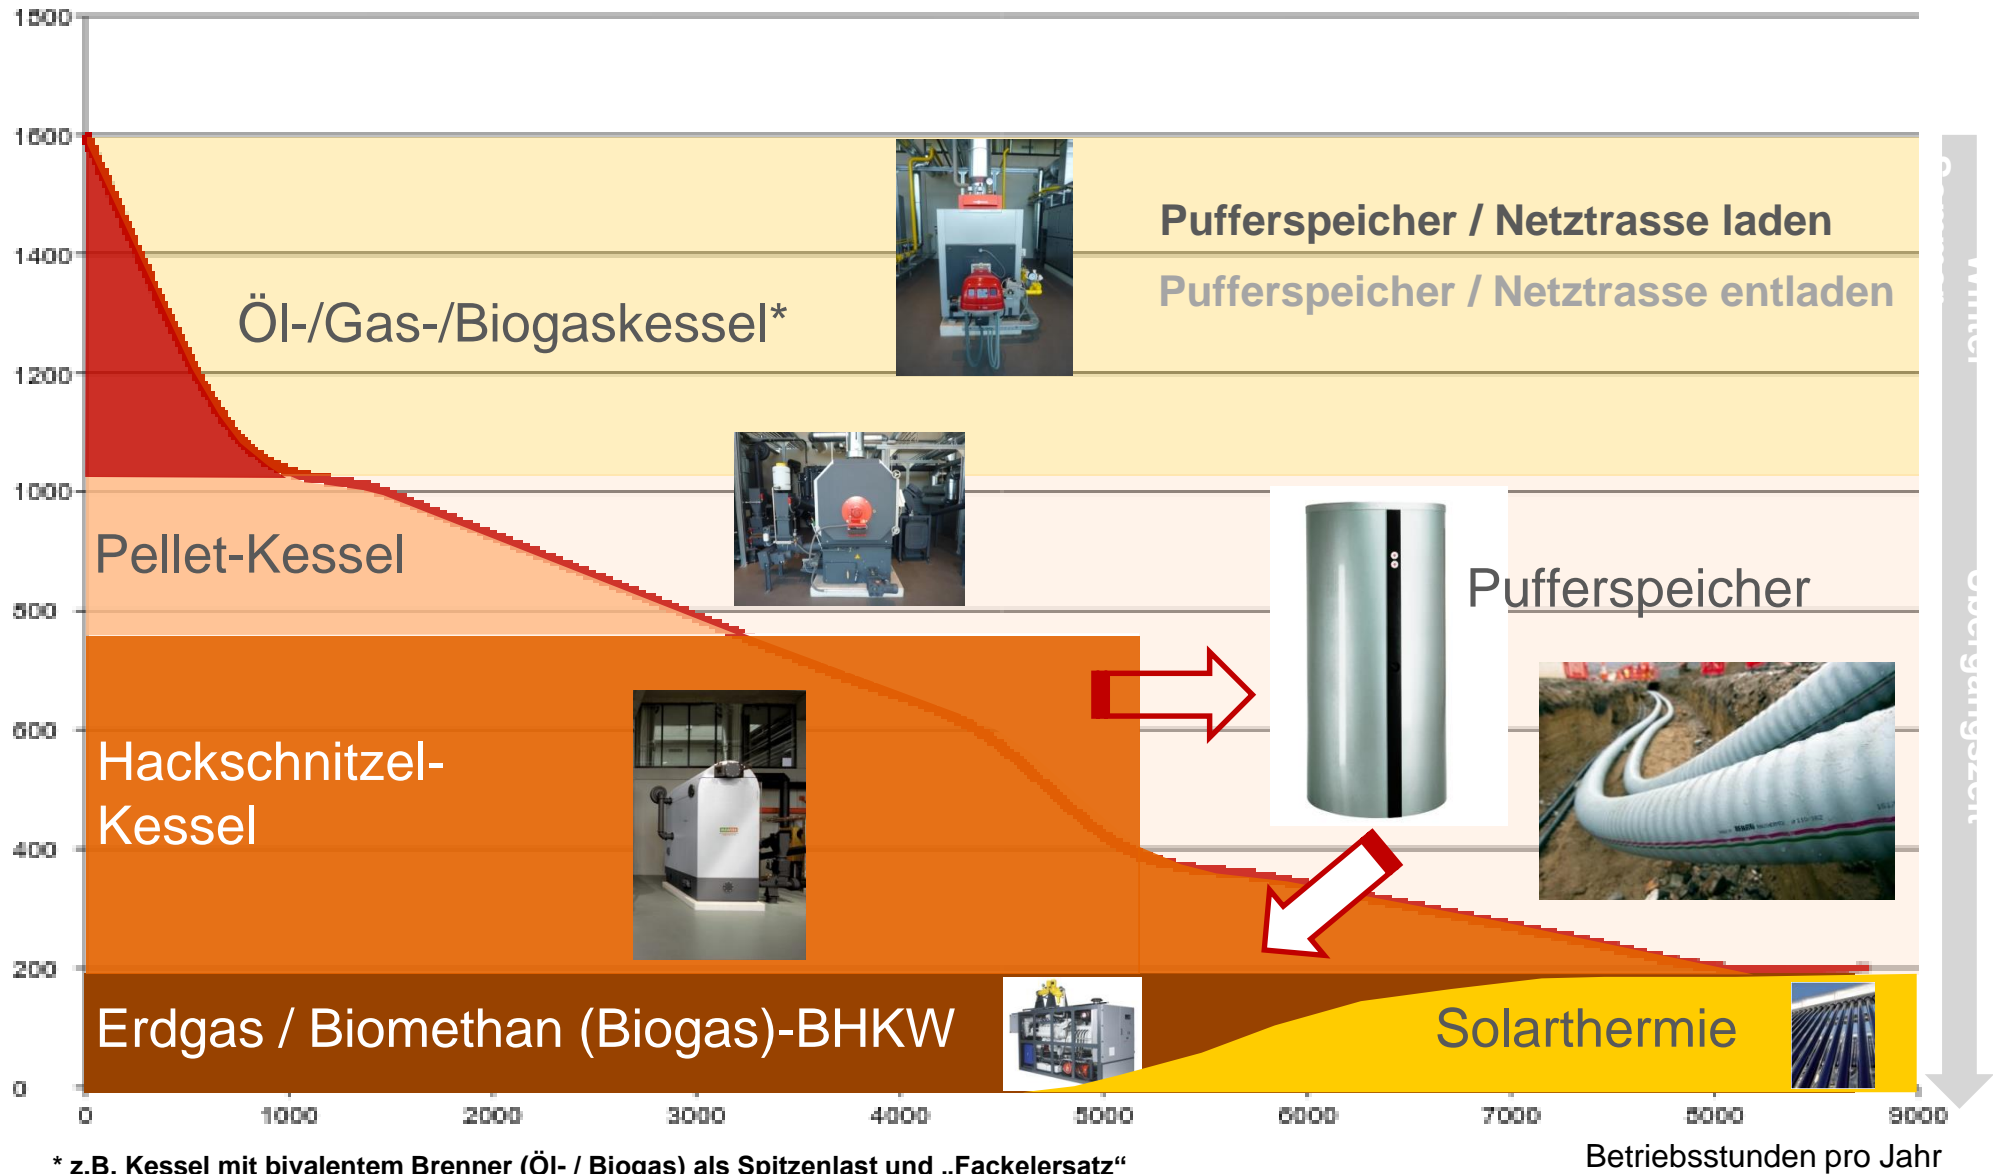 1800
1600
1400
1200
1000
800
600
400
200
0
Pufferspeicher / Netztrasse laden
Pufferspeicher / Netztrasse entladen
Öl-/Gas-/Biogaskessel*
Pellet-Kessel
Pufferspeicher
Hackschnitzel-
Kessel
Erdgas / Biomethan (Biogas)-BHKW
Solarthermie
Winter
Übergangszeit
0 1000 2000 3000 4000 5000 6000 7000 8000 9000
Betriebsstunden pro Jahr
* z.B. Kessel mit bivalentem Brenner (Öl- / Biogas) als Spitzenlast und „Fackelersatz“